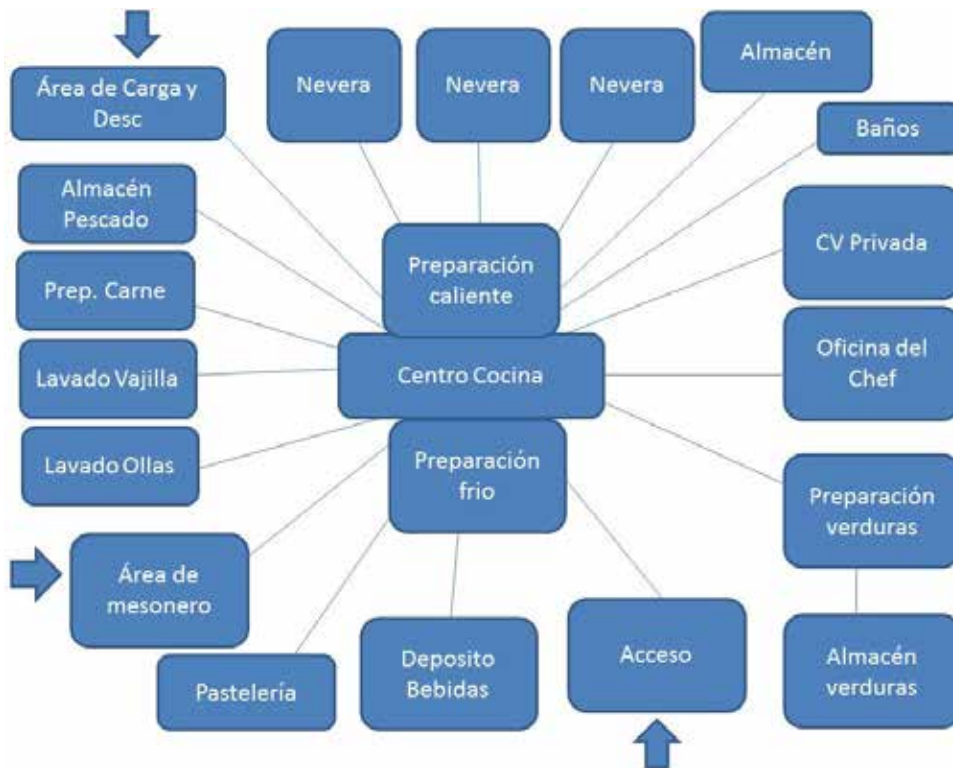 Área de Carga y
Desc
Nevera
Nevera
Nevera
Almacén
Baños
Almacén
Pescado
Prep. Carne
Lavado Vajilla
Lavado Ollas
Preparación
caliente
Centro Cocina
Preparación
frio
CV Privada
Oficina del
Chef
Preparación
verduras
Almacén
verduras
Área de
mesonero
Pastelería
Deposito
Bebidas
Acceso